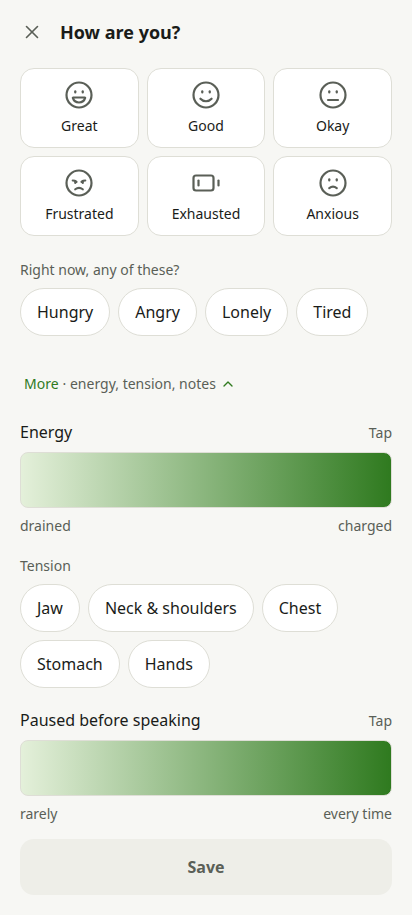 How are you?
Great
Good
Okay
Frustrated
Exhausted
Anxious
Right now, any of these?
Hungry
Angry
Lonely
Tired
More · energy, tension, notes
Energy
Tap
drained
charged
Tension
Jaw
Neck & shoulders
Chest
Stomach
Hands
Paused before speaking
Tap
rarely
every time
Save